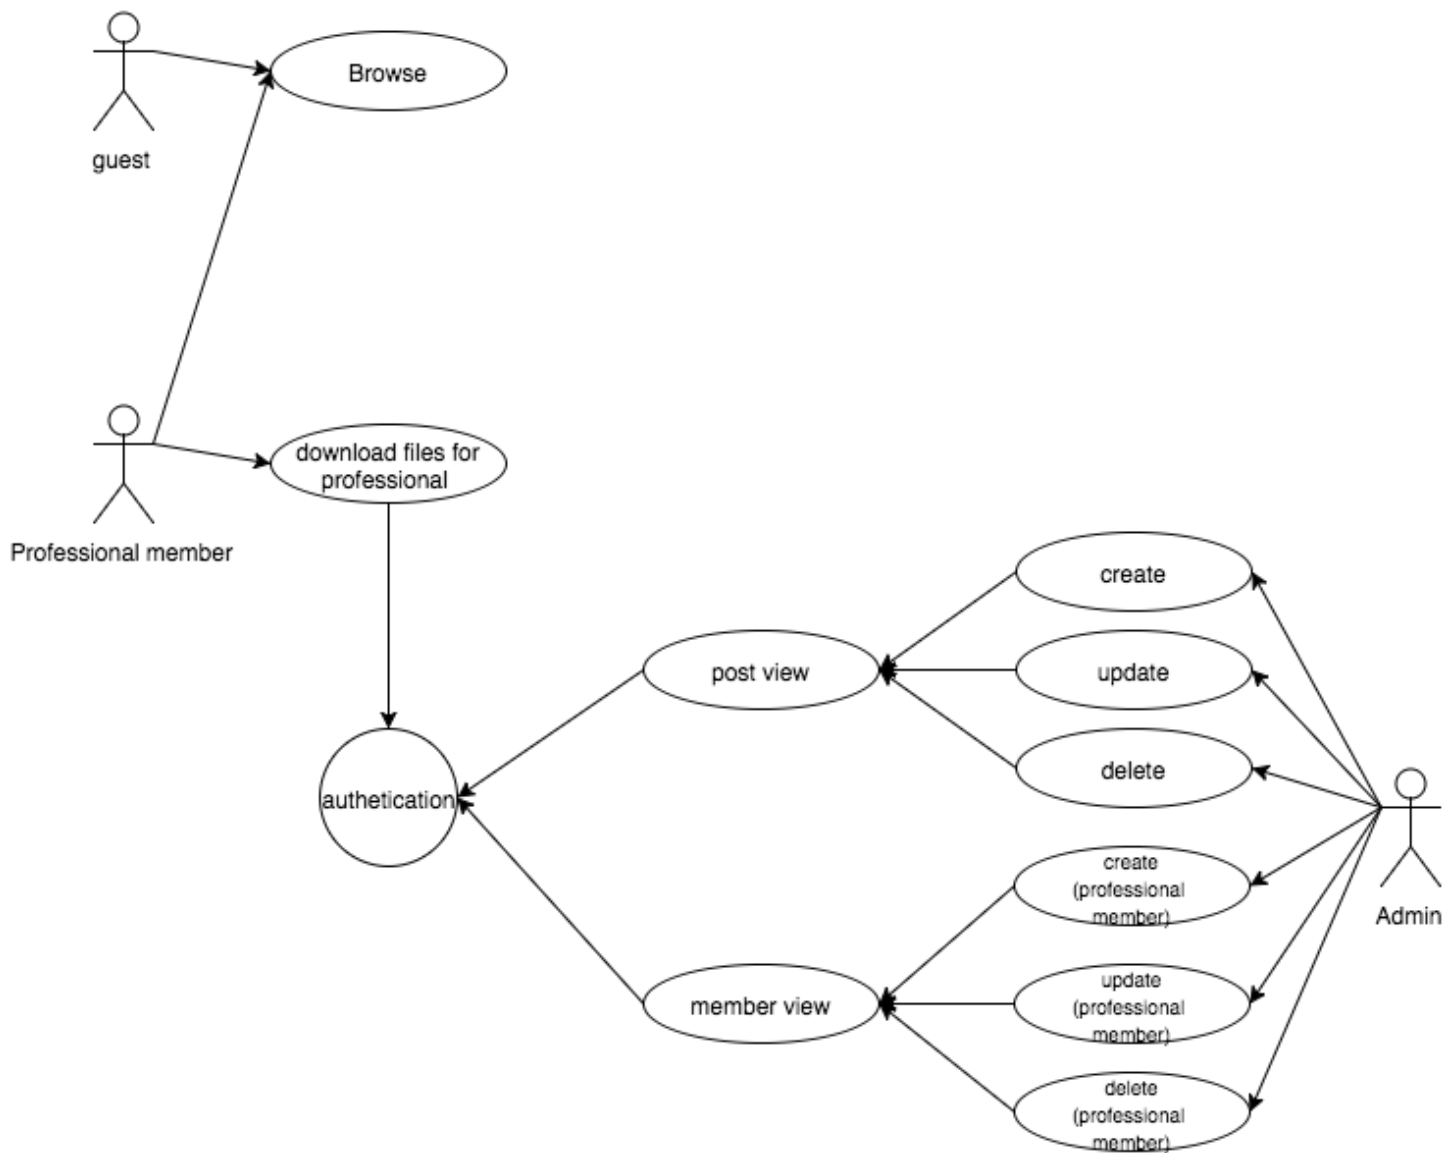 Browse
guest
download files for
professional
Professional member
create
post view
update
delete
authetication
create
(professional
member)
Admin
member view
update
(professional
member)
delete
(professional
member)